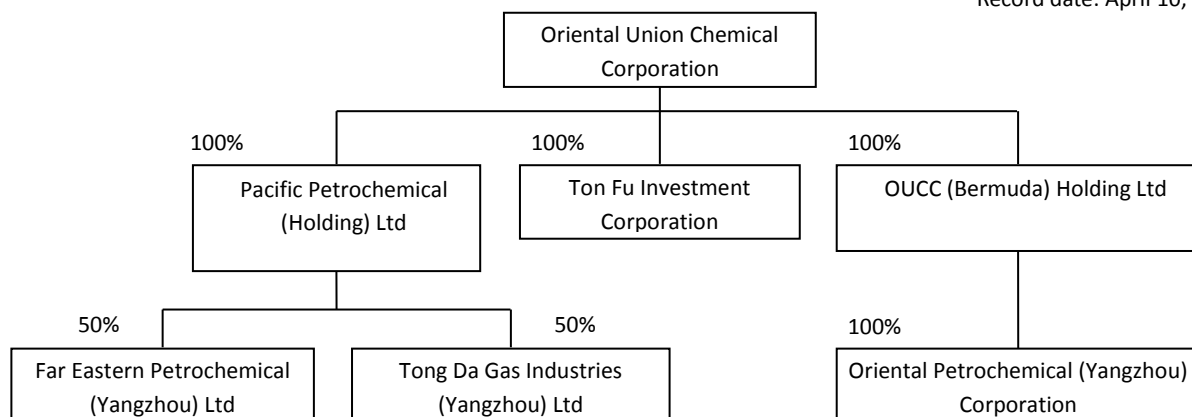 Record date: April 10,
Oriental Union Chemical
Corporation
100%
100%
100%
Pacific Petrochemical
(Holding) Ltd
Ton Fu Investment
Corporation
OUCC (Bermuda) Holding Ltd
50%
50%
100%
Far Eastern Petrochemical
(Yangzhou) Ltd
Tong Da Gas Industries
(Yangzhou) Ltd
Oriental Petrochemical (Yangzhou)
Corporation